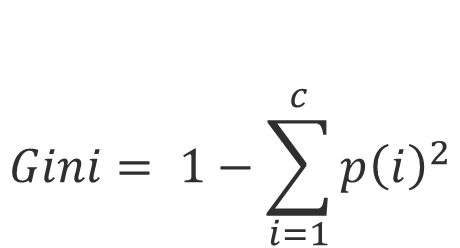 Gini = 1 − ∑_{i=1}^{c} p(i)²